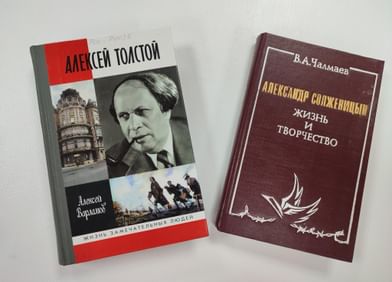 АЛЕКСЕЙ ТОЛСТОЙ
Алексей
Варламов
ЖИЗНЬ ЗАМЕЧАТЕЛЬНЫХ ЛЮДЕЙ
В.А.Чалмаев
АЛЕКСАНДР СОЛЖЕНИЦЫН
ЖИЗНЬ
И
ТВОРЧЕСТВО